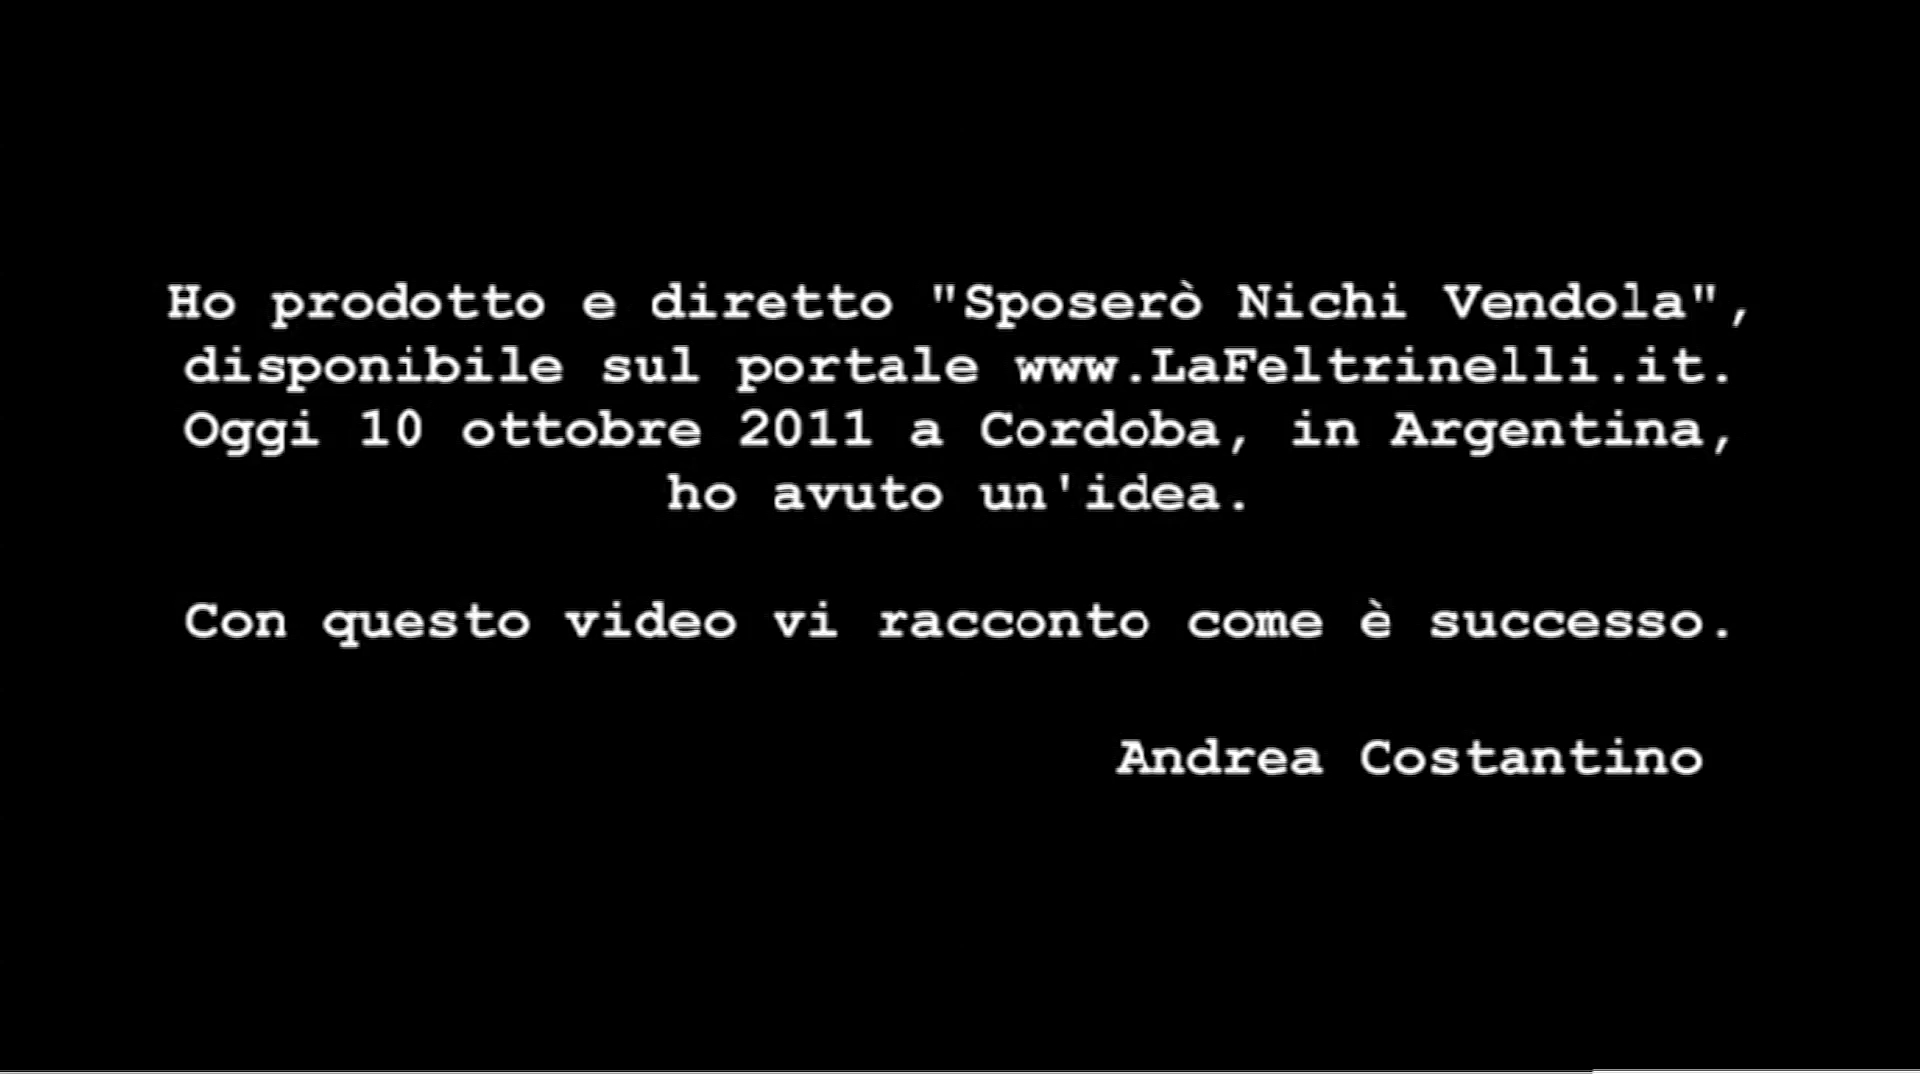 Ho prodotto e diretto "Sposerò Nichi Vendola",
disponibile sul portale www.LaFeltrinelli.it.
Oggi 10 ottobre 2011 a Cordoba, in Argentina,
ho avuto un'idea.
Con questo video vi racconto come è successo.
Andrea Costantino